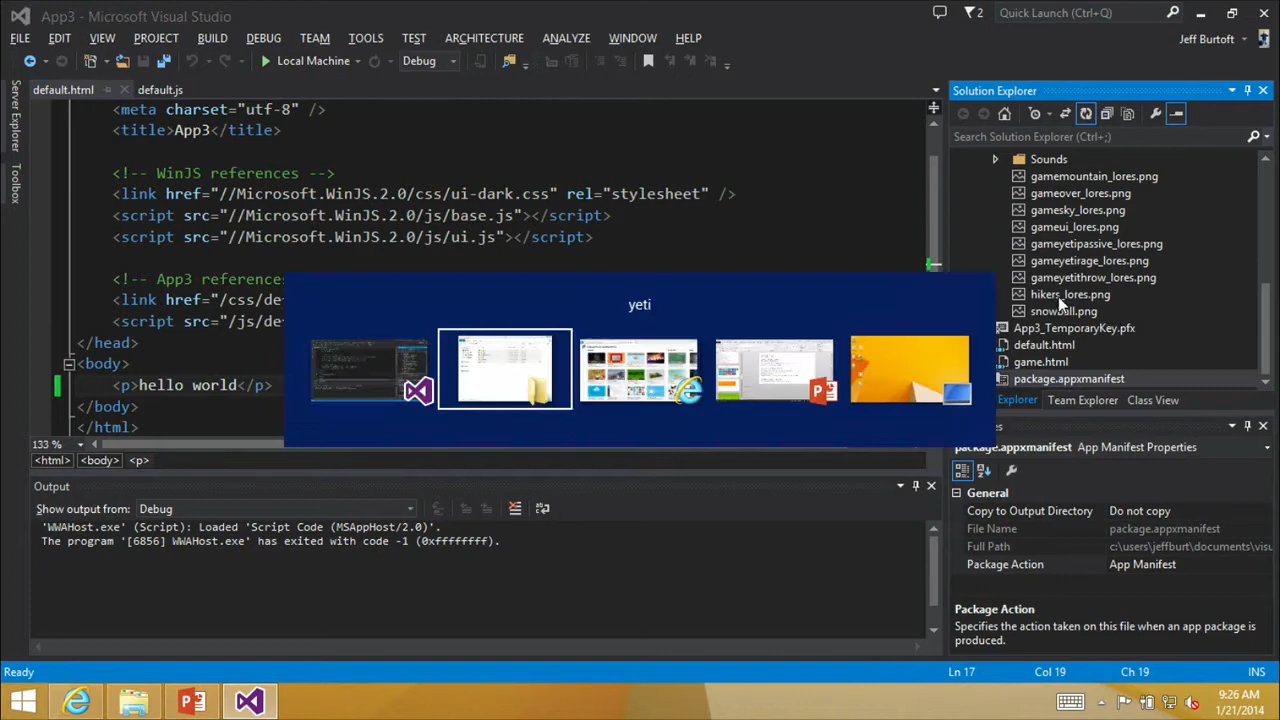 App3 - Microsoft Visual Studio
2
Quick Launch (Ctrl+Q)
FILE EDIT VIEW PROJECT BUILD DEBUG TEAM TOOLS TEST ARCHITECTURE ANALYZE WINDOW HELP
Jeff Burtoft
Local Machine
Debug
Server Explorer
Toolbox
default.html
default.js
<meta charset="utf-8" />
<title>App3</title>
<!-- WinJS references -->
<link href="//Microsoft.WinJS.2.0/css/ui-dark.css" rel="stylesheet" />
<script src="//Microsoft.WinJS.2.0/js/base.js"></script>
<script src="//Microsoft.WinJS.2.0/js/ui.js"></script>
<!-- App3 references
<link href="/css/de
<script src="/js/de
</head>
<body>
<p>hello world</p>
</body>
</html>
133 %
<html> <body> <p>
yeti
Solution Explorer
Search Solution Explorer (Ctrl+;)
Sounds
gamemountain_lores.png
gameover_lores.png
gamesky_lores.png
gameui_lores.png
gameyetipassive_lores.png
gameyetirage_lores.png
gameyetithrow_lores.png
hikers_lores.png
snowball.png
App3_TemporaryKey.pfx
default.html
game.html
package.appxmanifest
Explorer Team Explorer Class View
package.appxmanifest App Manifest Properties
General
Copy to Output Directory Do not copy
File Name package.appxmanifest
Full Path c:\users\jeffburt\documents\visu
Package Action App Manifest
Package Action
Specifies the action taken on this file when an app package is
produced.
Output
Show output from: Debug
'WWAHost.exe' (Script): Loaded 'Script Code (MSAppHost/2.0)'.
The program '[6856] WWAHost.exe' has exited with code -1 (0xffffffff).
Ready
Ln 17
Col 19
Ch 19
INS
9:26 AM
1/21/2014